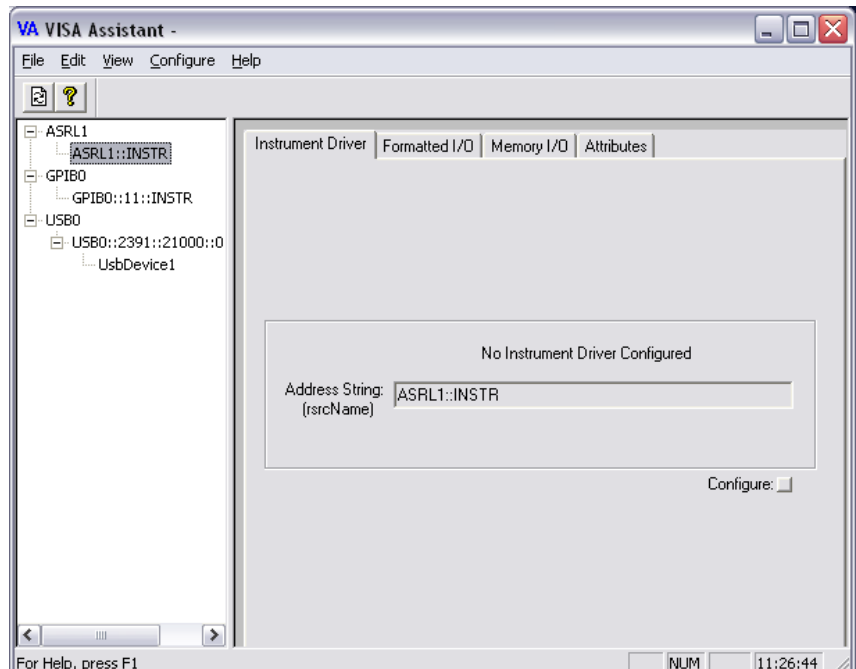 VA VISA Assistant -
File Edit View Configure Help
ASRL1
ASRL1::INSTR
GPIB0
GPIB0::11::INSTR
USB0
USB0::2391::21000::0
UsbDevice1
Instrument Driver Formatted I/O Memory I/O Attributes
No Instrument Driver Configured
Address String: ASRL1::INSTR
(rsrcName)
Configure:
For Help, press F1 NUM 11:26:44